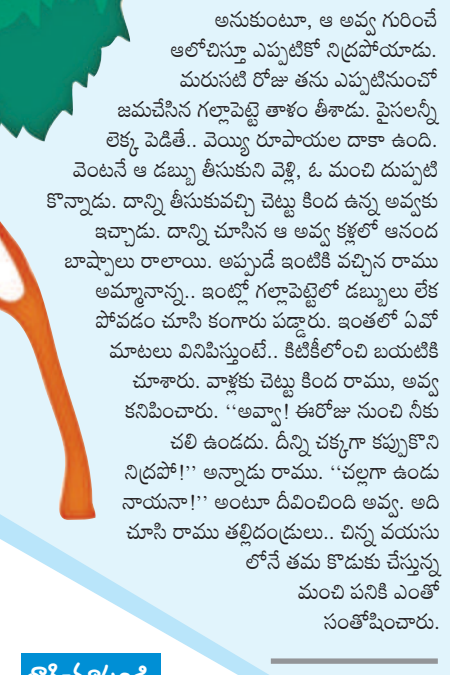 అనుకుంటూ, ఆ అవ్వ గురించే
ఆలోచిస్తూ ఎప్పటికో నిద్రపోయాడు.
మరుసటి రోజు తను ఎప్పటినుంచో
జమచేసిన గల్లాపెట్టె తాళం తీశాడు. పైసలన్నీ
లెక్క పెడితే.. వెయ్యి రూపాయల దాకా ఉంది.
వెంటనే ఆ డబ్బు తీసుకుని వెళ్లి, ఓ మంచి దుప్పటి
కొన్నాడు. దాన్ని తీసుకువచ్చి చెట్టు కింద ఉన్న అవ్వకు
ఇచ్చాడు. దాన్ని చూసిన ఆ అవ్వ కళ్లలో ఆనంద
బాష్పాలు రాలాయి. అప్పుడే ఇంటికి వచ్చిన రాము
అమ్మానాన్న.. ఇంట్లో గల్లాపెట్టెలో డబ్బులు లేక
పోవడం చూసి కంగారు పడ్డారు. ఇంతలో ఏవో
మాటలు వినిపిస్తుంటే.. కిటికీలోంచి బయటికి
చూశారు. వాళ్లకు చెట్టు కింద రాము, అవ్వ
కనిపించారు. ‘‘అవ్వా! ఈరోజు నుంచి నీకు
చలి ఉండదు. దీన్ని చక్కగా కప్పుకొని
నిద్రపో!’’ అన్నాడు రాము. ‘‘చల్లగా ఉండు
నాయనా!’’ అంటూ దీవించింది అవ్వ. అది
చూసి రాము తల్లిదండ్రులు.. చిన్న వయసు
లోనే తమ కొడుకు చేస్తున్న
మంచి పనికి ఎంతో
సంతోషించారు.